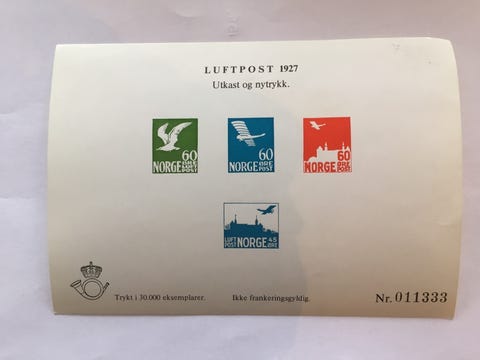 LUFTPOST 1927
Utkast og nytrykk.
60
NORGE ØRE LUFT POST
60
NORGE ØRE POST
60
NORGE ØRE POST
LUFT POST NORGE 45 ØRE
Trykt i 30.000 eksemplarer.
Ikke frankeringsgyldig.
Nr. 011333